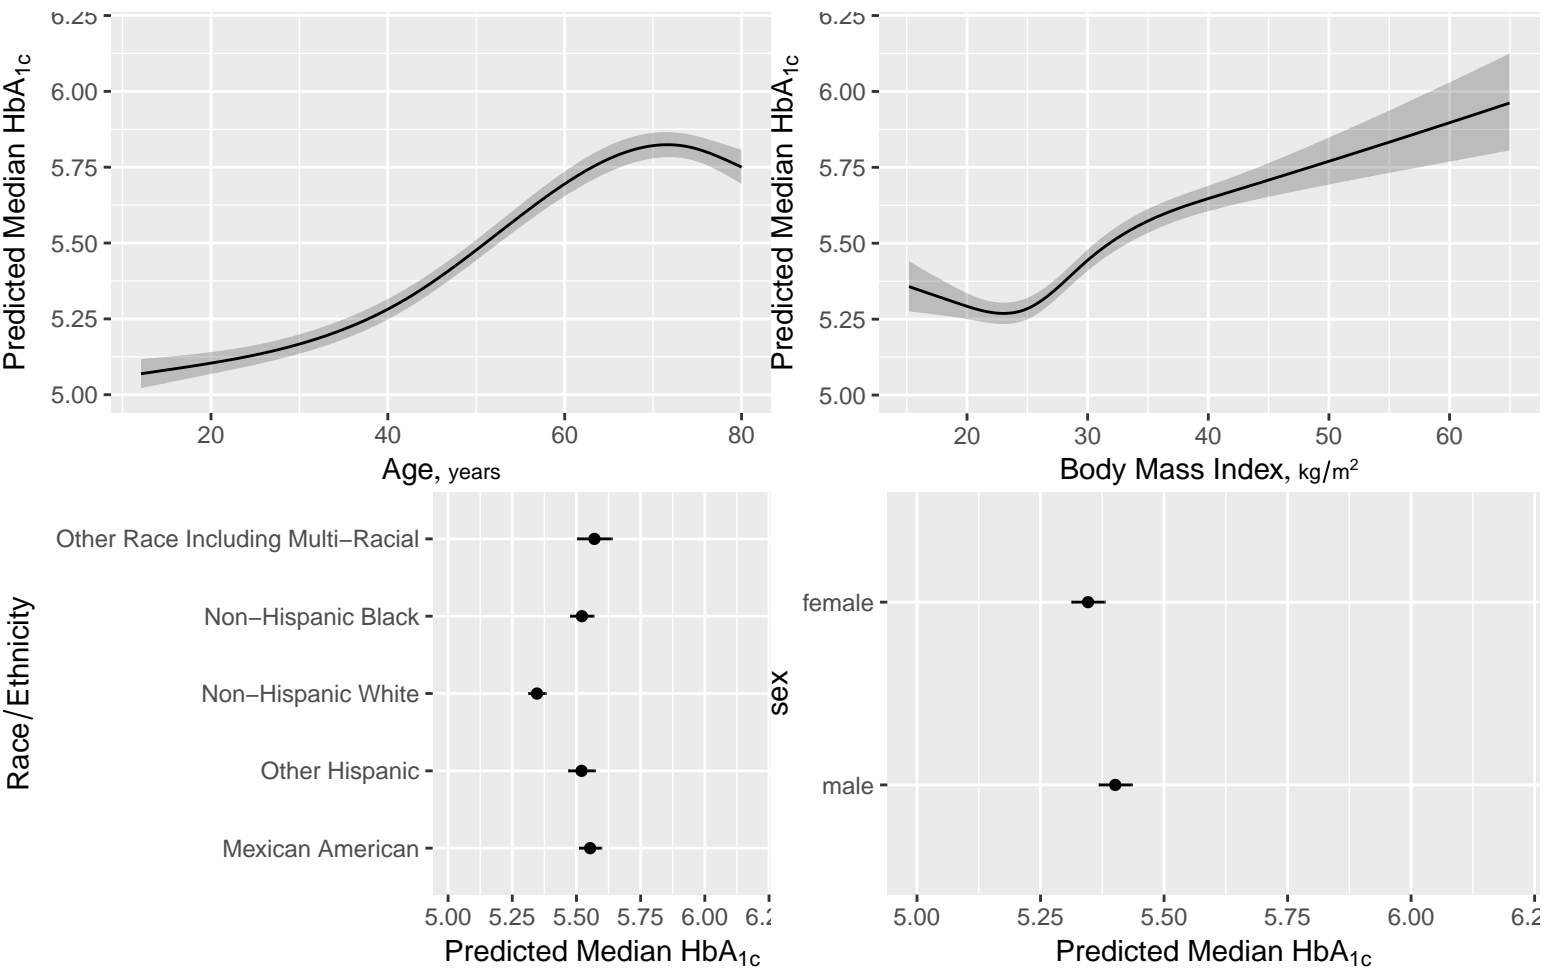 Predicted Median HbA1c
6.25
6.00
5.75
5.50
5.25
5.00
20 40 60 80
Age, years
Predicted Median HbA1c
6.25
6.00
5.75
5.50
5.25
5.00
20 30 40 50 60
Body Mass Index, kg/m²
Race/Ethnicity
Other Race Including Multi−Racial
Non−Hispanic Black
Non−Hispanic White
Other Hispanic
Mexican American
5.00 5.25 5.50 5.75 6.00 6.2
Predicted Median HbA1c
sex
female
male
5.00 5.25 5.50 5.75 6.00 6.2
Predicted Median HbA1c